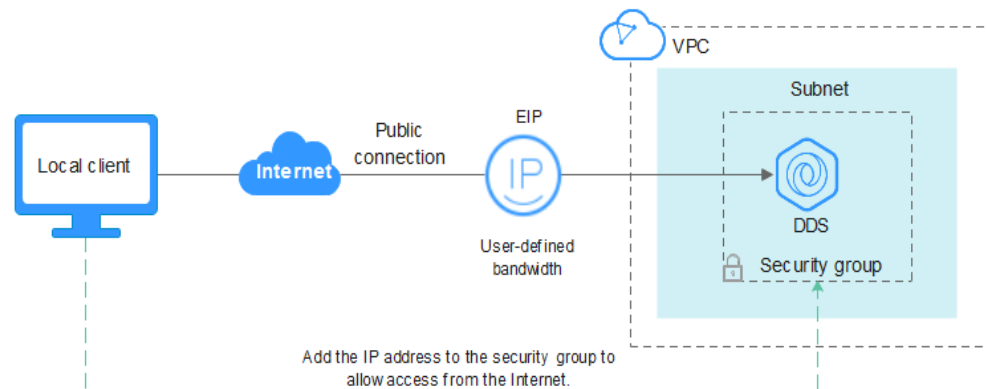 VPC
Subnet
EIP
Public
connection
Local client
Internet
IP
DDS
User-defined
bandwidth
Security group
Add the IP address to the security group to
allow access from the Internet.